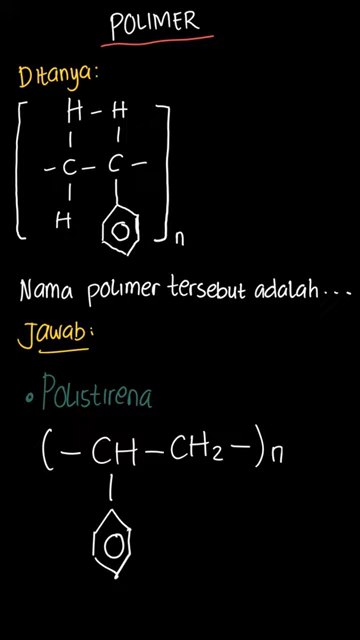 POLIMER
Ditanya:
H – H
– C – C –
H
n
Nama polimer tersebut adalah ...
Jawab:
• Polistirena
(– CH – CH2 –)n